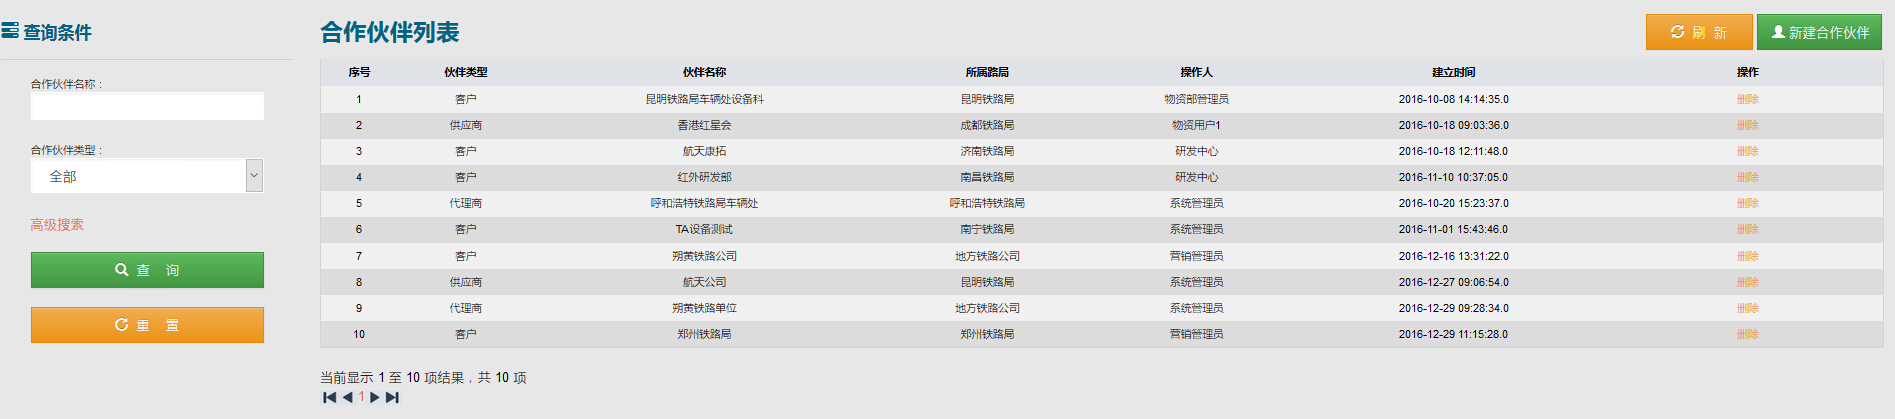 查询条件
合作伙伴名称：
合作伙伴类型：
全部
高级搜索
查 询
重 置
合作伙伴列表
刷 新 新建合作伙伴
序号 伙伴类型 伙伴名称 所属路局 操作人 建立时间 操作
1 客户 昆明铁路局车辆处设备科 昆明铁路局 物资部管理员 2016-10-08 14:14:35.0 删除
2 供应商 香港红星会 成都铁路局 物资用户1 2016-10-18 09:03:36.0 删除
3 客户 航天康拓 济南铁路局 研发中心 2016-10-18 12:11:48.0 删除
4 客户 红外研发部 南昌铁路局 研发中心 2016-11-10 10:37:05.0 删除
5 代理商 呼和浩特铁路局车辆处 呼和浩特铁路局 系统管理员 2016-10-20 15:23:37.0 删除
6 客户 TA设备测试 南宁铁路局 系统管理员 2016-11-01 15:43:46.0 删除
7 客户 朔黄铁路公司 地方铁路公司 营销管理员 2016-12-16 13:31:22.0 删除
8 供应商 航天公司 昆明铁路局 系统管理员 2016-12-27 09:06:54.0 删除
9 代理商 朔黄铁路单位 地方铁路公司 系统管理员 2016-12-29 09:28:34.0 删除
10 客户 郑州铁路局 郑州铁路局 营销管理员 2016-12-29 11:15:28.0 删除
当前显示 1 至 10 项结果，共 10 项
1